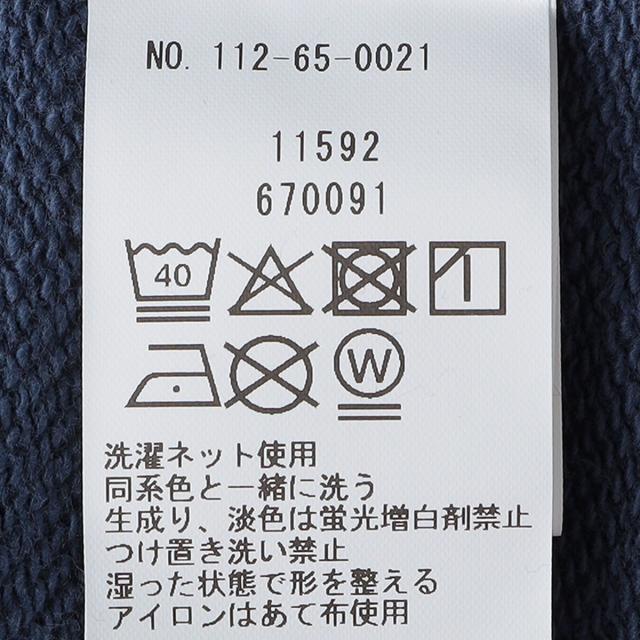 NO. 112-65-0021
11592
670091
40
W
洗濯ネット使用
同系色と一緒に洗う
生成り、淡色は蛍光増白剤禁止
つけ置き洗い禁止
湿った状態で形を整える
アイロンはあて布使用